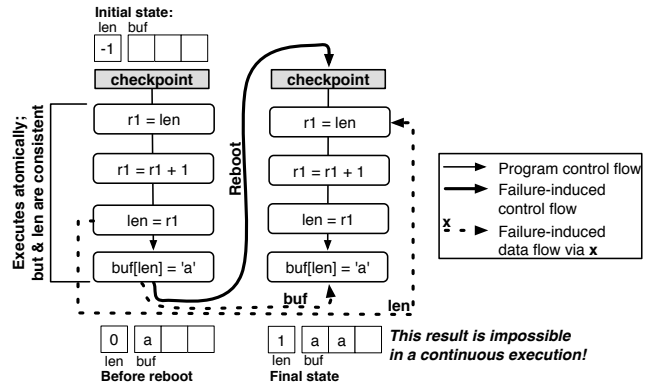 Initial state:
len buf
-1
checkpoint
r1 = len
r1 = r1 + 1
len = r1
buf[len] = 'a'
Executes atomically;
but & len are consistent
Reboot
checkpoint
r1 = len
r1 = r1 + 1
len = r1
buf[len] = 'a'
buf
len
Program control flow
Failure-induced
control flow
x
Failure-induced
data flow via x
0 a
len buf
Before reboot
1 a a
len buf
Final state
This result is impossible
in a continuous execution!